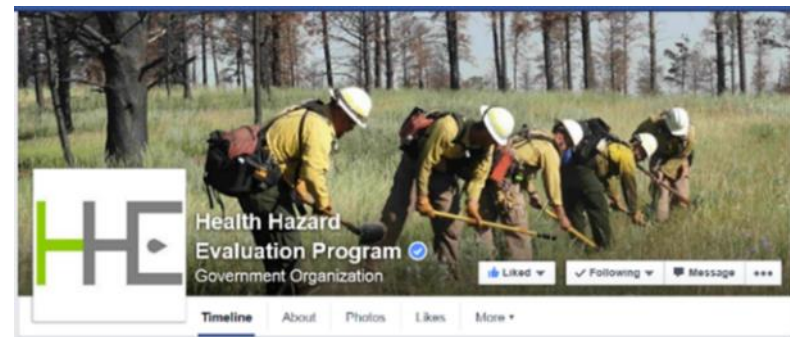 HHE
Health Hazard
Evaluation Program
Government Organization
Liked
Following
Message
Timeline About Photos Likes More